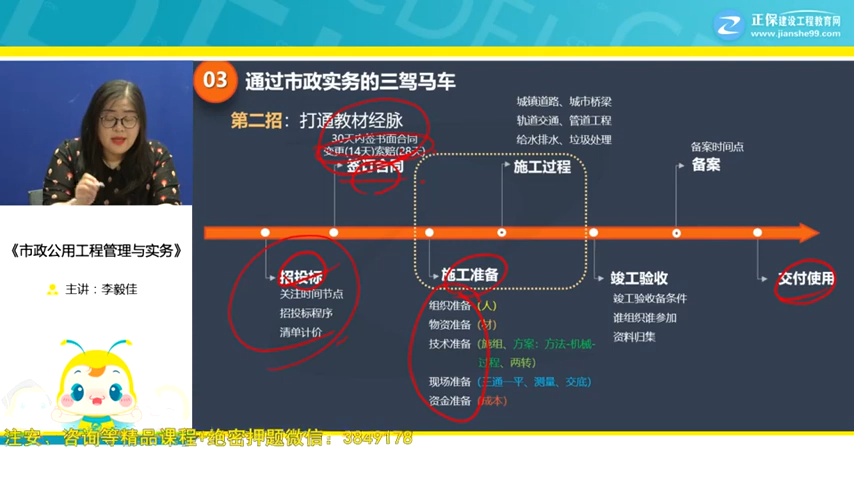 正保建设工程教育网
www.jianshe99.com
03 通过市政实务的三驾马车
第二招：打通教材经脉
30天内签书面合同
变更(14天)索赔(28天)
签订合同
城镇道路、城市桥梁
轨道交通、管道工程
给水排水、垃圾处理
施工过程
备案时间点
备案
招投标
关注时间节点
招投标程序
清单计价
施工准备
组织准备（人）
物资准备（材）
技术准备（施组、方案：方法-机械-
过程、两转）
现场准备（三通一平、测量、交底）
资金准备（成本）
竣工验收
竣工验收备条件
谁组织谁参加
资料归集
交付使用
《市政公用工程管理与实务》
主讲：李毅佳
注安、咨询等精品课程+绝密押题微信：3849178